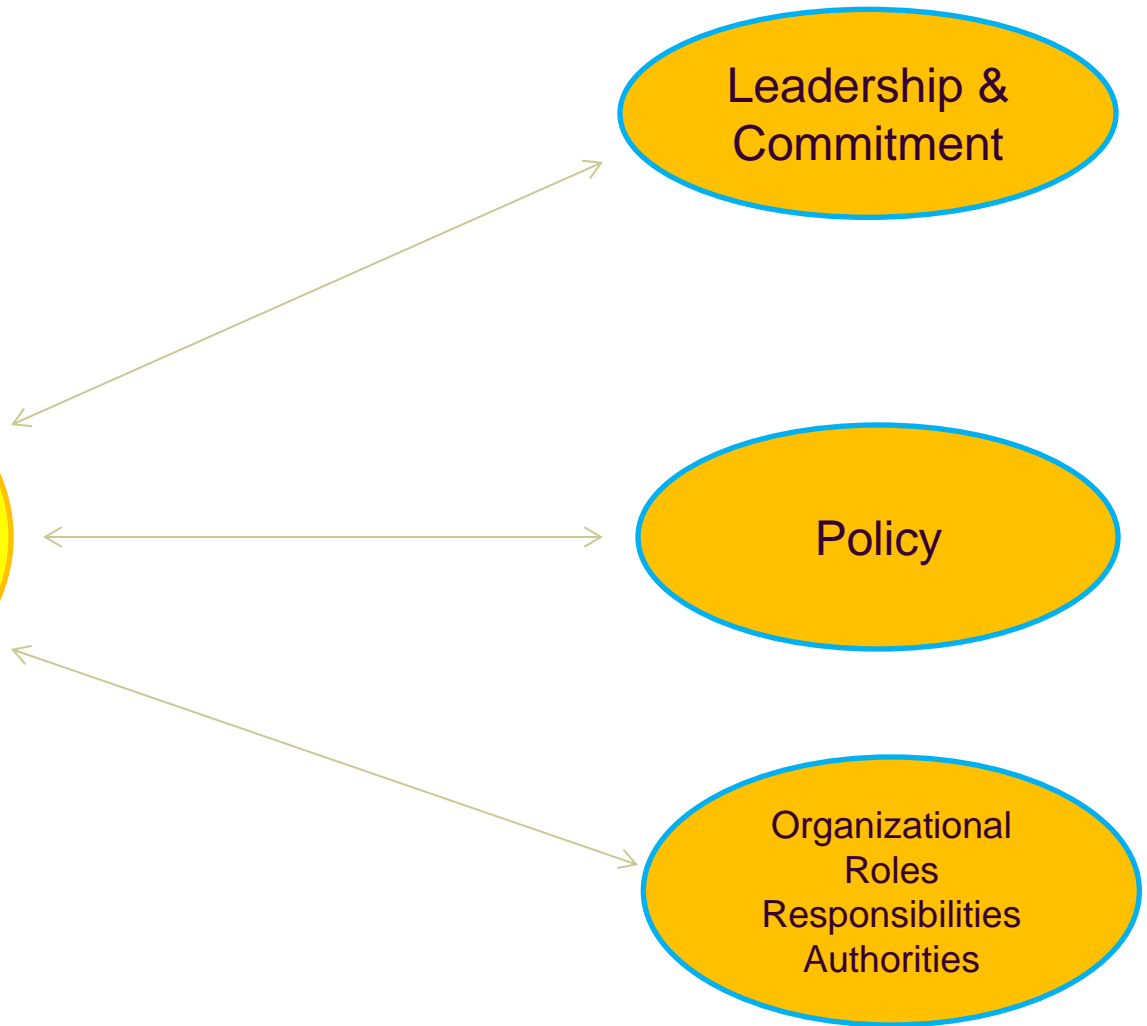 Leadership &
Commitment
Policy
Organizational
Roles
Responsibilities
Authorities